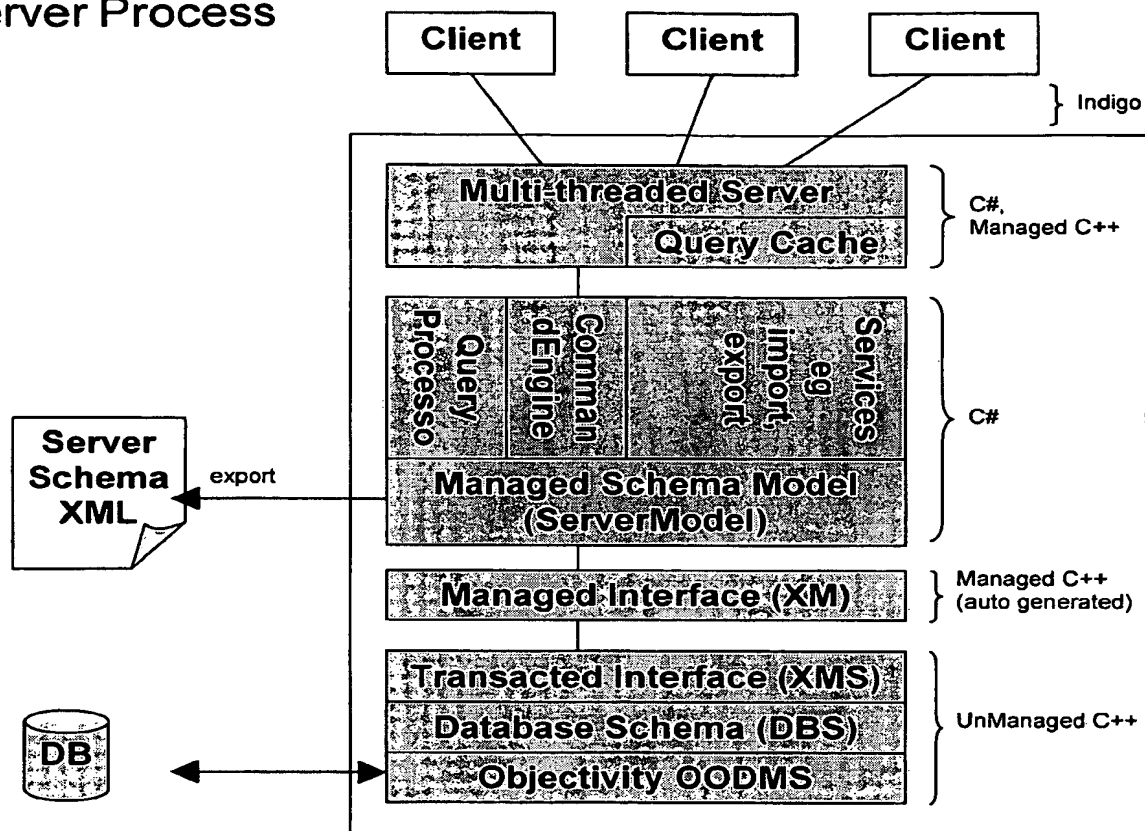 erver Process
Client
Client
Client
Indigo
Multi-threaded Server
Query Cache
C#,
Managed C++
Query
Processo
Comman
dEngine
Services
eg
import,
export
C#
Managed Schema Model
(ServerModel)
Server
Schema
XML
export
Managed Interface (XM)
Managed C++
(auto generated)
Transacted Interface (XMS)
Database Schema (DBS)
Objectivity OODMS
UnManaged C++
DB